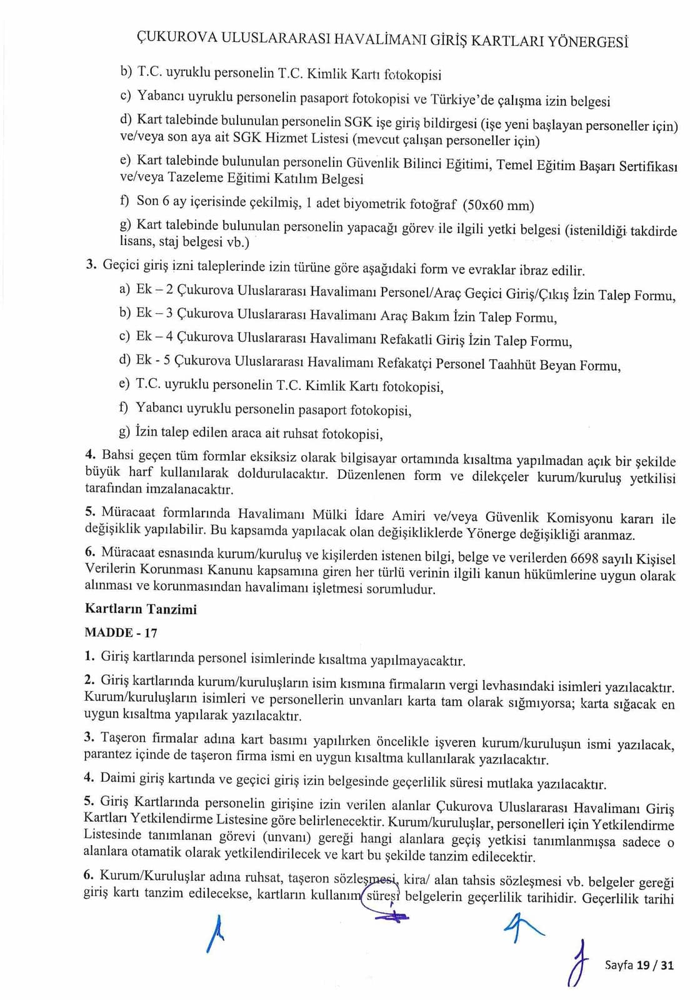 ÇUKUROVA ULUSLARARASI HAVALİMANI GİRİŞ KARTLARI YÖNERGESİ
b) T.C. uyruklu personelin T.C. Kimlik Kartı fotokopisi
c) Yabancı uyruklu personelin pasaport fotokopisi ve Türkiye'de çalışma izin belgesi
d) Kart talebinde bulunulan personelin SGK işe giriş bildirgesi (işe yeni başlayan personeller için)
ve/veya son aya ait SGK Hizmet Listesi (mevcut çalışan personeller için)
e) Kart talebinde bulunulan personelin Güvenlik Bilinci Eğitimi, Temel Eğitim Başarı Sertifikası
ve/veya Tazeleme Eğitimi Katılım Belgesi
f) Son 6 ay içerisinde çekilmiş, 1 adet biyometrik fotoğraf (50x60 mm)
g) Kart talebinde bulunulan personelin yapacağı görev ile ilgili yetki belgesi (istenildiği takdirde
lisans, staj belgesi vb.)
3. Geçici giriş izni taleplerinde izin türüne göre aşağıdaki form ve evraklar ibraz edilir.
a) Ek – 2 Çukurova Uluslararası Havalimanı Personel/Araç Geçici Giriş/Çıkış İzin Talep Formu,
b) Ek – 3 Çukurova Uluslararası Havalimanı Araç Bakım İzin Talep Formu,
c) Ek – 4 Çukurova Uluslararası Havalimanı Refakatli Giriş İzin Talep Formu,
d) Ek - 5 Çukurova Uluslararası Havalimanı Refakatçi Personel Taahhüt Beyan Formu,
e) T.C. uyruklu personelin T.C. Kimlik Kartı fotokopisi,
f) Yabancı uyruklu personelin pasaport fotokopisi,
g) İzin talep edilen araca ait ruhsat fotokopisi,
4. Bahsi geçen tüm formlar eksiksiz olarak bilgisayar ortamında kısaltma yapılmadan açık bir şekilde
büyük harf kullanılarak doldurulacaktır. Düzenlenen form ve dilekçeler kurum/kuruluş yetkilisi
tarafından imzalanacaktır.
5. Müracaat formlarında Havalimanı Mülki İdare Amiri ve/veya Güvenlik Komisyonu kararı ile
değişiklik yapılabilir. Bu kapsamda yapılacak olan değişikliklerde Yönerge değişikliği aranmaz.
6. Müracaat esnasında kurum/kuruluş ve kişilerden istenen bilgi, belge ve verilerden 6698 sayılı Kişisel
Verilerin Korunması Kanunu kapsamına giren her türlü verinin ilgili kanun hükümlerine uygun olarak
alınması ve korunmasından havalimanı işletmesi sorumludur.
Kartların Tanzimi
MADDE - 17
1. Giriş kartlarında personel isimlerinde kısaltma yapılmayacaktır.
2. Giriş kartlarında kurum/kuruluşların isim kısmına firmaların vergi levhasındaki isimleri yazılacaktır.
Kurum/kuruluşların isimleri ve personellerin unvanları karta tam olarak sığmıyorsa; karta sığacak en
uygun kısaltma yapılarak yazılacaktır.
3. Taşeron firmalar adına kart basımı yapılırken öncelikle işveren kurum/kuruluşun ismi yazılacak,
parantez içinde de taşeron firma ismi en uygun kısaltma kullanılarak yazılacaktır.
4. Daimi giriş kartında ve geçici giriş izin belgesinde geçerlilik süresi mutlaka yazılacaktır.
5. Giriş Kartlarında personelin girişine izin verilen alanlar Çukurova Uluslararası Havalimanı Giriş
Kartları Yetkilendirme Listesine göre belirlenecektir. Kurum/kuruluşlar, personelleri için Yetkilendirme
Listesinde tanımlanan görevi (unvanı) gereği hangi alanlara geçiş yetkisi tanımlanmışsa sadece o
alanlara otamatik olarak yetkilendirilecek ve kart bu şekilde tanzim edilecektir.
6. Kurum/Kuruluşlar adına ruhsat, taşeron sözleşmesi, kira/ alan tahsis sözleşmesi vb. belgeler gereği
giriş kartı tanzim edilecekse, kartların kullanım süresi belgelerin geçerlilik tarihidir. Geçerlilik tarihi
Sayfa 19 / 31